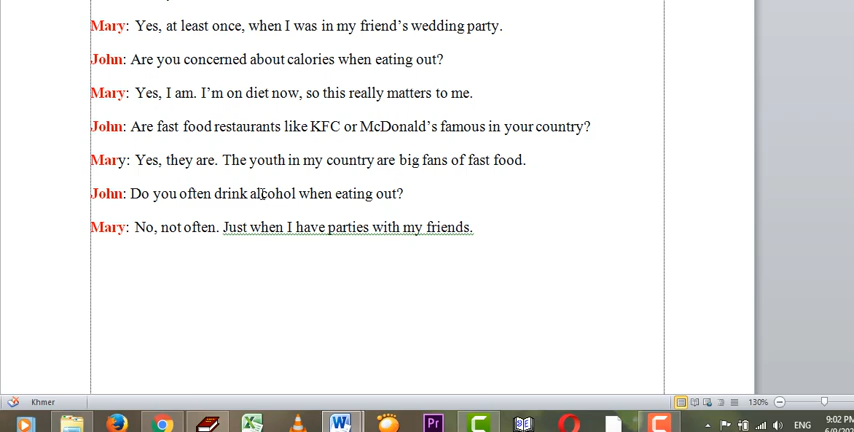 Mary: Yes, at least once, when I was in my friend's wedding party.
John: Are you concerned about calories when eating out?
Mary: Yes, I am. I'm on diet now, so this really matters to me.
John: Are fast food restaurants like KFC or McDonald's famous in your country?
Mary: Yes, they are. The youth in my country are big fans of fast food.
John: Do you often drink alcohol when eating out?
Mary: No, not often. Just when I have parties with my friends.
Khmer 130%
Pr ENG 9:02 PM